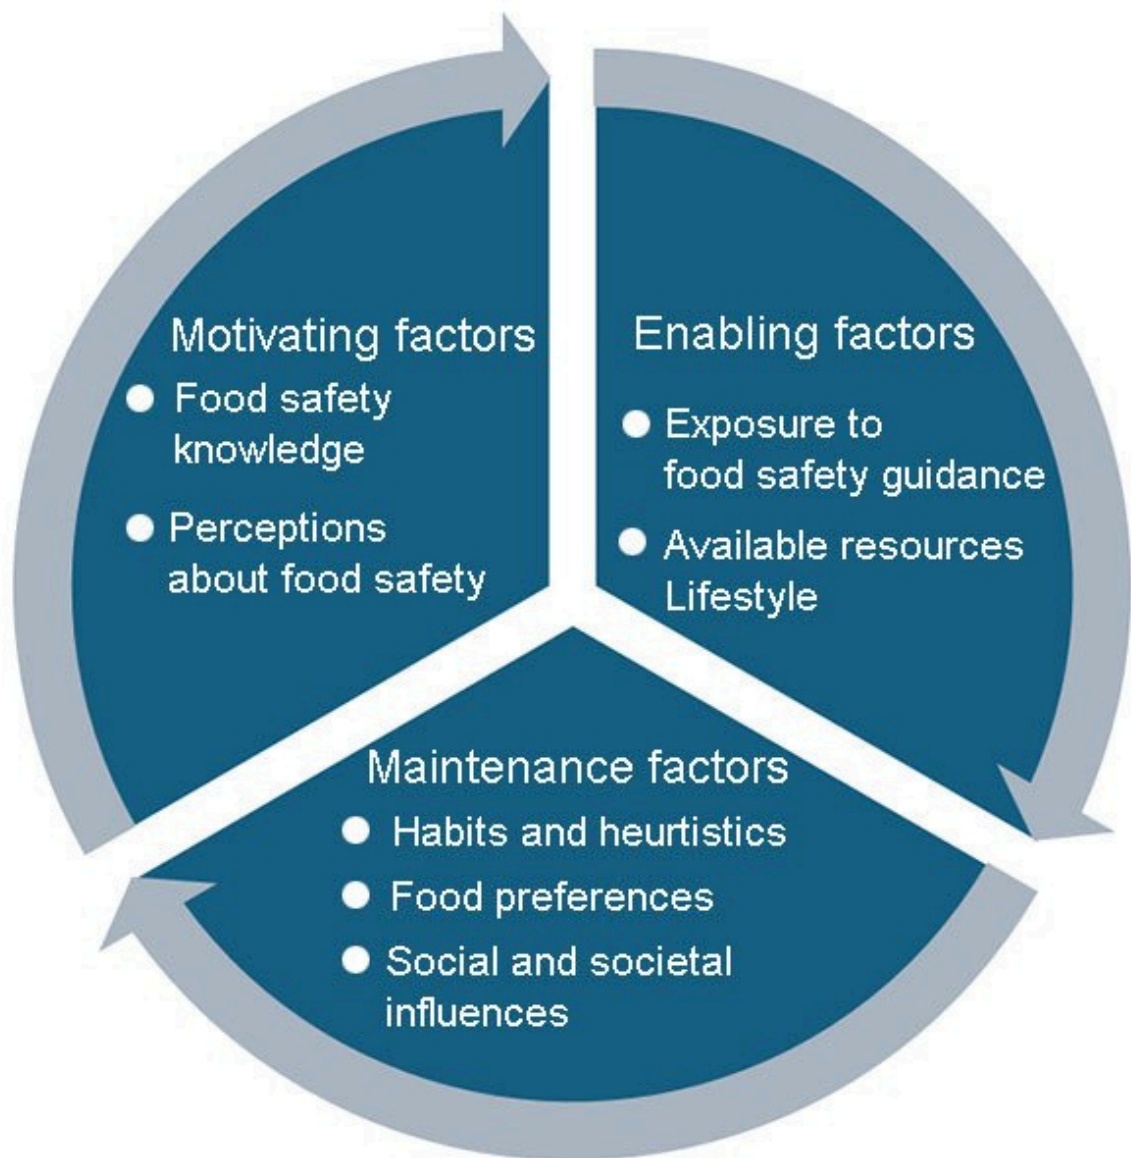 Motivating factors
Food safety
knowledge
Perceptions
about food safety
Enabling factors
Exposure to
food safety guidance
Available resources
Lifestyle
Maintenance factors
Habits and heurtistics
Food preferences
Social and societal
influences